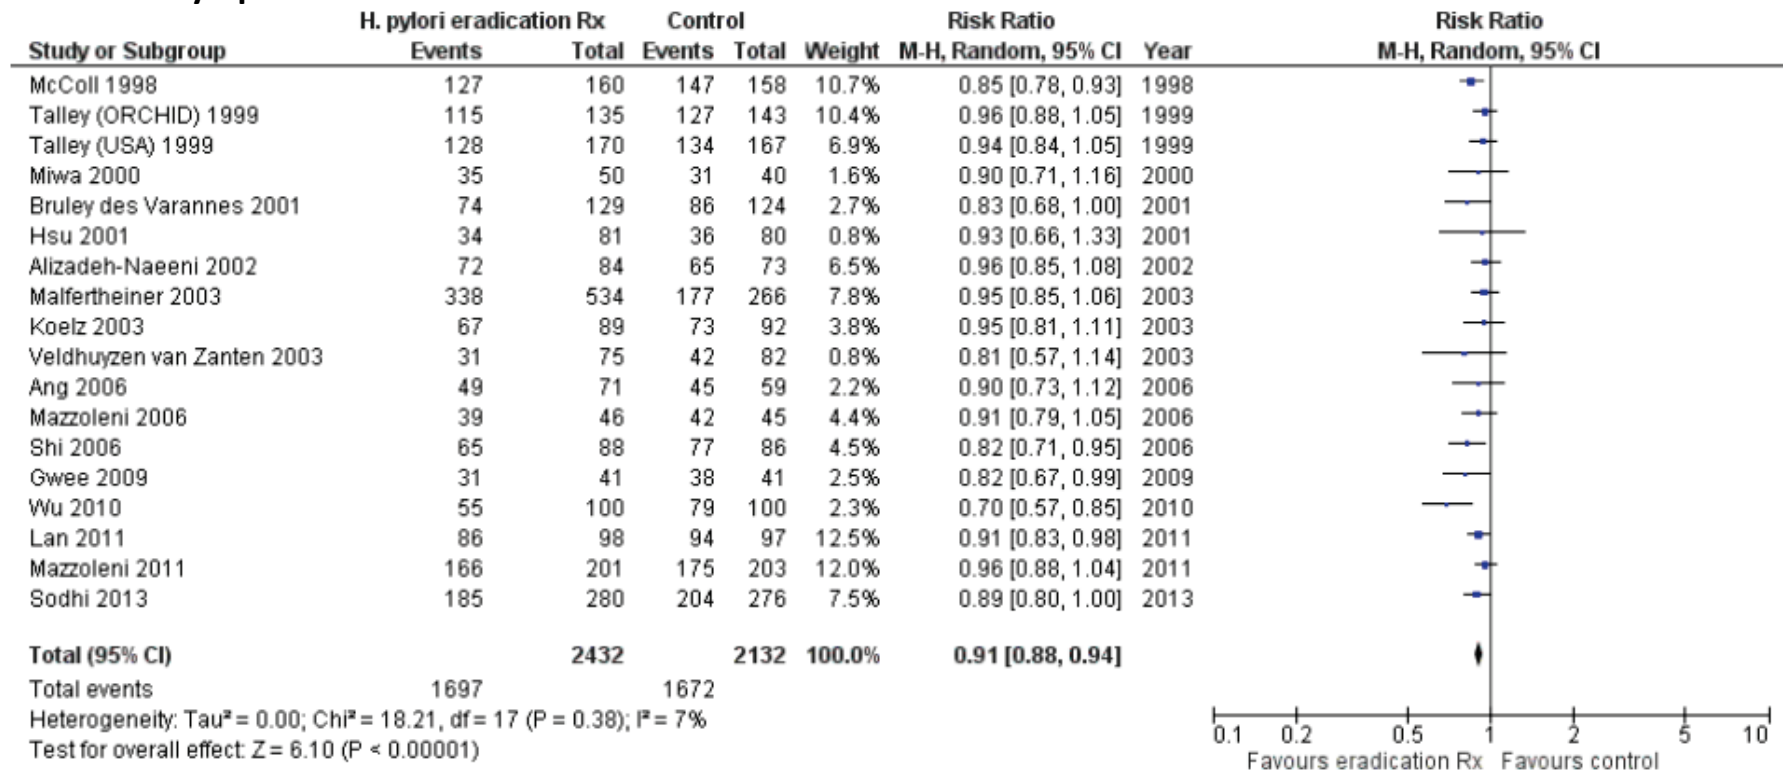 H. pylori eradication Rx Control Risk Ratio Risk Ratio
Study or Subgroup Events Total Events Total Weight M-H, Random, 95% CI Year M-H, Random, 95% CI
McColl 1998 127 160 147 158 10.7% 0.85 [0.78, 0.93] 1998
Talley (ORCHID) 1999 115 135 127 143 10.4% 0.96 [0.88, 1.05] 1999
Talley (USA) 1999 128 170 134 167 6.9% 0.94 [0.84, 1.05] 1999
Miwa 2000 35 50 31 40 1.6% 0.90 [0.71, 1.16] 2000
Bruley des Varannes 2001 74 129 86 124 2.7% 0.83 [0.68, 1.00] 2001
Hsu 2001 34 81 36 80 0.8% 0.93 [0.66, 1.33] 2001
Alizadeh-Naeeni 2002 72 84 65 73 6.5% 0.96 [0.85, 1.08] 2002
Malfertheiner 2003 338 534 177 266 7.8% 0.95 [0.85, 1.06] 2003
Koelz 2003 67 89 73 92 3.8% 0.95 [0.81, 1.11] 2003
Veldhuyzen van Zanten 2003 31 75 42 82 0.8% 0.81 [0.57, 1.14] 2003
Ang 2006 49 71 45 59 2.2% 0.90 [0.73, 1.12] 2006
Mazzoleni 2006 39 46 42 45 4.4% 0.91 [0.79, 1.05] 2006
Shi 2006 65 88 77 86 4.5% 0.82 [0.71, 0.95] 2006
Gwee 2009 31 41 38 41 2.5% 0.82 [0.67, 0.99] 2009
Wu 2010 55 100 79 100 2.3% 0.70 [0.57, 0.85] 2010
Lan 2011 86 98 94 97 12.5% 0.91 [0.83, 0.98] 2011
Mazzoleni 2011 166 201 175 203 12.0% 0.96 [0.88, 1.04] 2011
Sodhi 2013 185 280 204 276 7.5% 0.89 [0.80, 1.00] 2013
Total (95% CI) 2432 2132 100.0% 0.91 [0.88, 0.94]
Total events 1697 1672
Heterogeneity: Tau² = 0.00; Chi² = 18.21, df = 17 (P = 0.38); I² = 7%
Test for overall effect: Z = 6.10 (P < 0.00001)
0.1 0.2 0.5 1 2 5 10
Favours eradication Rx Favours control